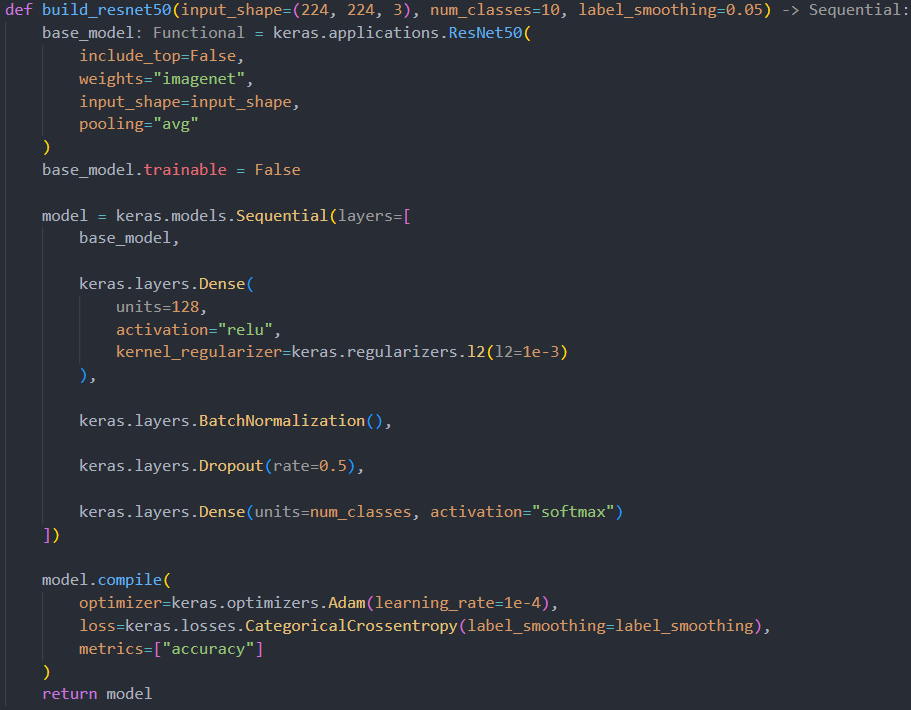 def build_resnet50(input_shape=(224, 224, 3), num_classes=10, label_smoothing=0.05) -> Sequential:
    base_model: Functional = keras.applications.ResNet50(
        include_top=False,
        weights="imagenet",
        input_shape=input_shape,
        pooling="avg"
    )
    base_model.trainable = False

    model = keras.models.Sequential(layers=[
        base_model,

        keras.layers.Dense(
            units=128,
            activation="relu",
            kernel_regularizer=keras.regularizers.l2(l2=1e-3)
        ),

        keras.layers.BatchNormalization(),

        keras.layers.Dropout(rate=0.5),

        keras.layers.Dense(units=num_classes, activation="softmax")
    ])

    model.compile(
        optimizer=keras.optimizers.Adam(learning_rate=1e-4),
        loss=keras.losses.CategoricalCrossentropy(label_smoothing=label_smoothing),
        metrics=["accuracy"]
    )
    return model